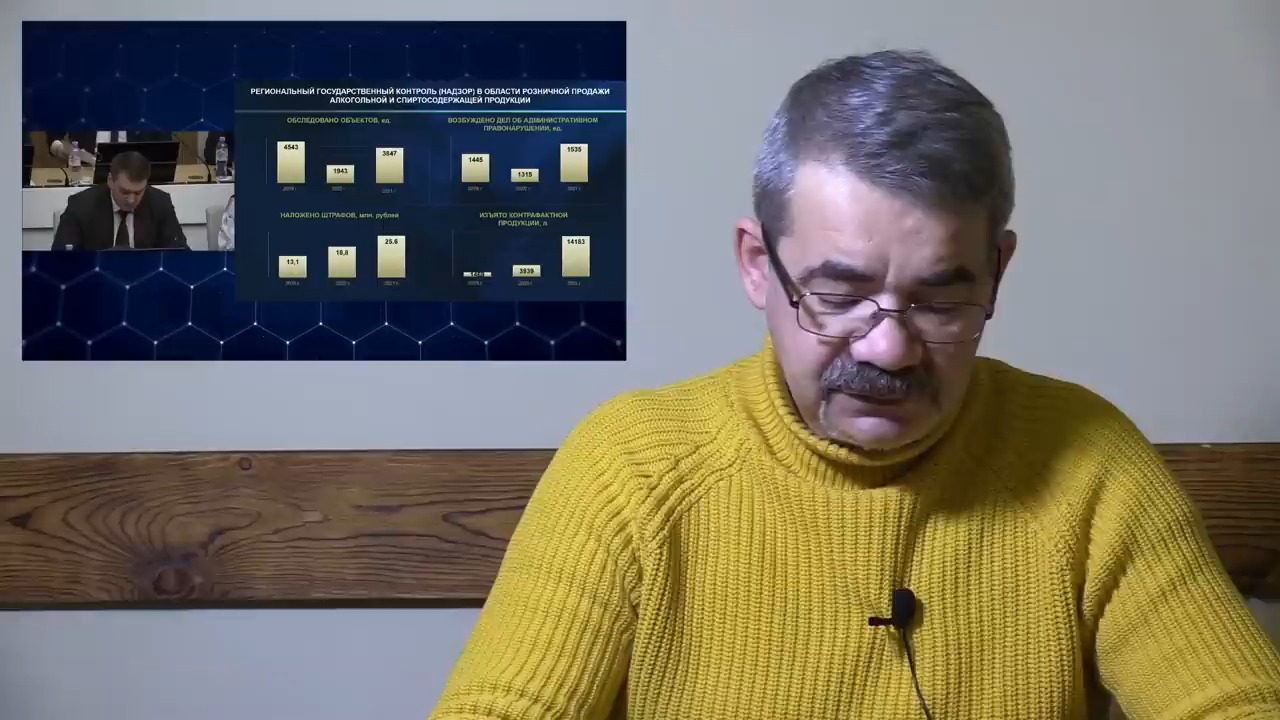 РЕГИОНАЛЬНЫЙ ГОСУДАРСТВЕННЫЙ КОНТРОЛЬ (НАДЗОР) В ОБЛАСТИ РОЗНИЧНОЙ ПРОДАЖИ
АЛКОГОЛЬНОЙ И СПИРТОСОДЕРЖАЩЕЙ ПРОДУКЦИИ
ОБСЛЕДОВАНО ОБЪЕКТОВ, ед.
4543
1943
3847
ВОЗБУЖДЕНО ДЕЛ ОБ АДМИНИСТРАТИВНОМ
ПРАВОНАРУШЕНИИ, ед.
1445
1315
1535
НАЛОЖЕНО ШТРАФОВ, млн. рублей
13,1
18,8
25.6
ИЗЪЯТО КОНТРАФАКТНОЙ
ПРОДУКЦИИ, л
3939
14183